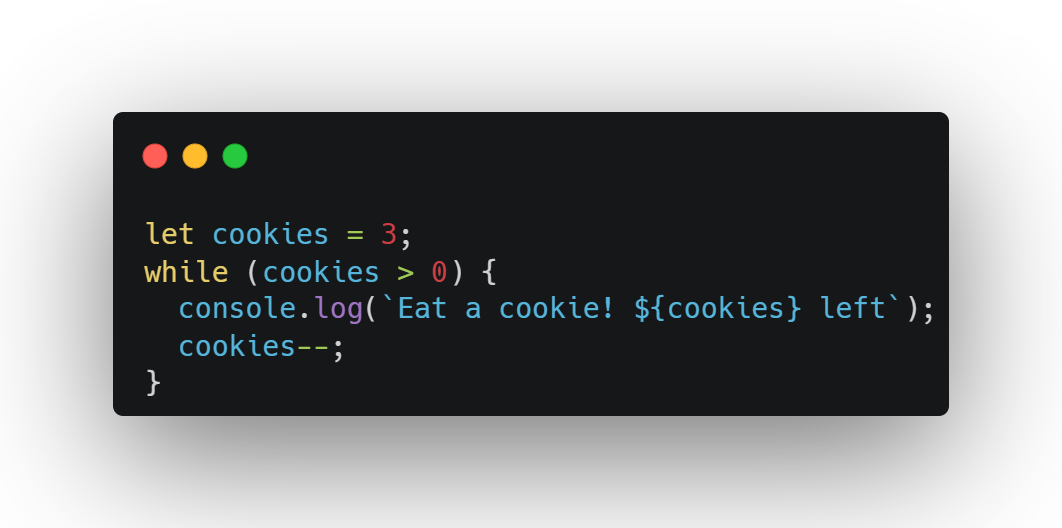 let cookies = 3;
while (cookies > 0) {
  console.log(`Eat a cookie! ${cookies} left`);
  cookies--;
}